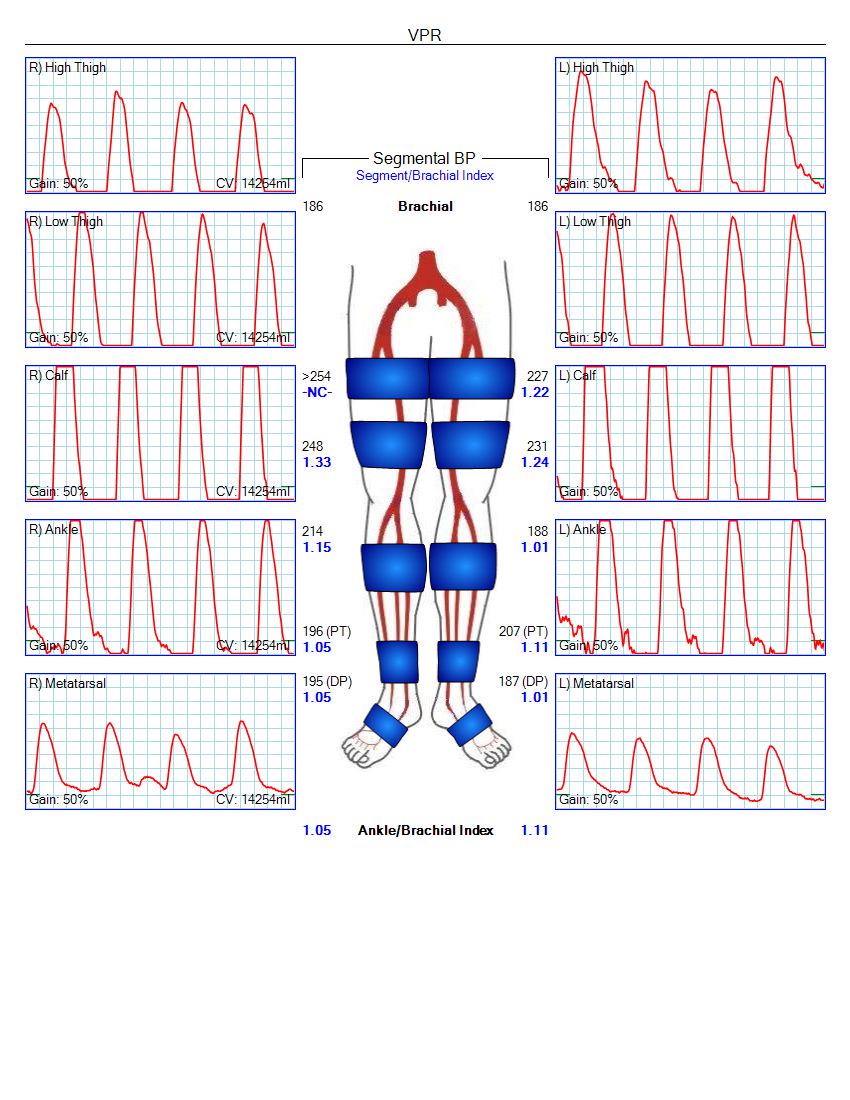 VPR
R) High Thigh
Gain: 50%
CV: 14254ml
L) High Thigh
Gain: 50%
Segmental BP
Segment/Brachial Index
186
Brachial
186
R) Low Thigh
Gain: 50%
CV: 14254ml
L) Low Thigh
Gain: 50%
R) Calf
Gain: 50%
CV: 14254ml
>254
-NC-
227
1.22
L) Calf
Gain: 50%
248
1.33
231
1.24
R) Ankle
Gain: 50%
CV: 14254ml
214
1.15
188
1.01
L) Ankle
Gain: 50%
196 (PT)
1.05
207 (PT)
1.11
R) Metatarsal
Gain: 50%
CV: 14254ml
195 (DP)
1.05
187 (DP)
1.01
L) Metatarsal
Gain: 50%
1.05
Ankle/Brachial Index
1.11